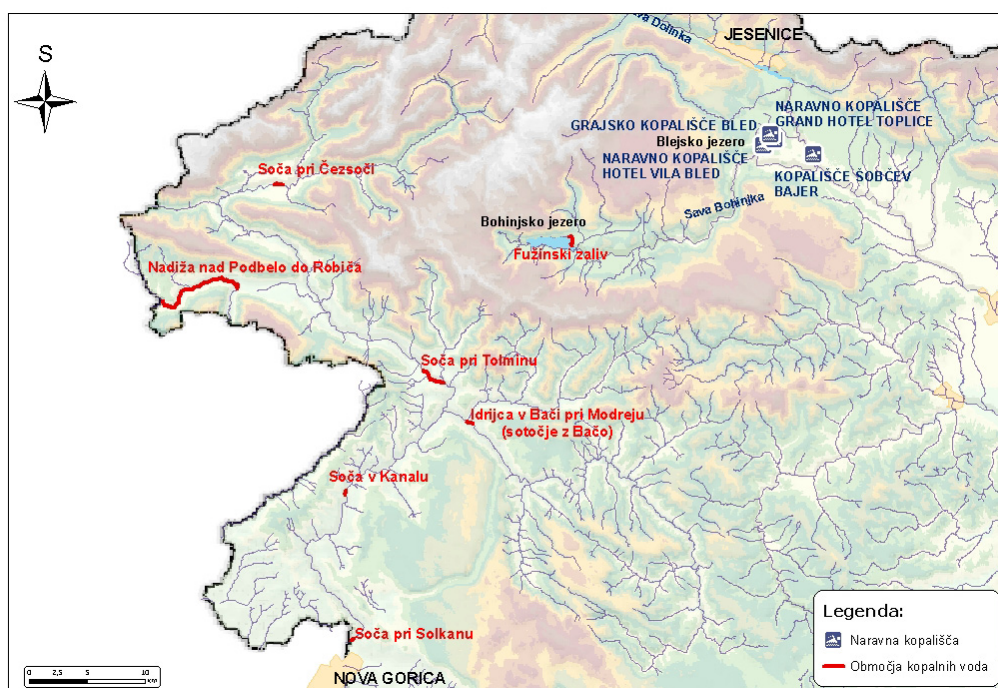 S
Sava Dolinka
JESENICE
NARAVNO KOPALIŠČE
GRAND HOTEL TOPLICE
GRAJSKO KOPALIŠČE BLED
Blejsko jezero
NARAVNO KOPALIŠČE
HOTEL VILA BLED
KOPALIŠČE ŠOBČEV
BAJER
Soča pri Čezsoči
Sava Bohinjka
Bohinjsko jezero
Fužinski zaliv
Nadiža nad Podbelo do Robiča
Soča pri Tolminu
Idrijca v Bači pri Modreju
(sotočje z Bačo)
Soča v Kanalu
Soča pri Solkanu
NOVA GORICA
Legenda:
Naravna kopališča
Območja kopalnih voda
0 2,5 5 10
KM